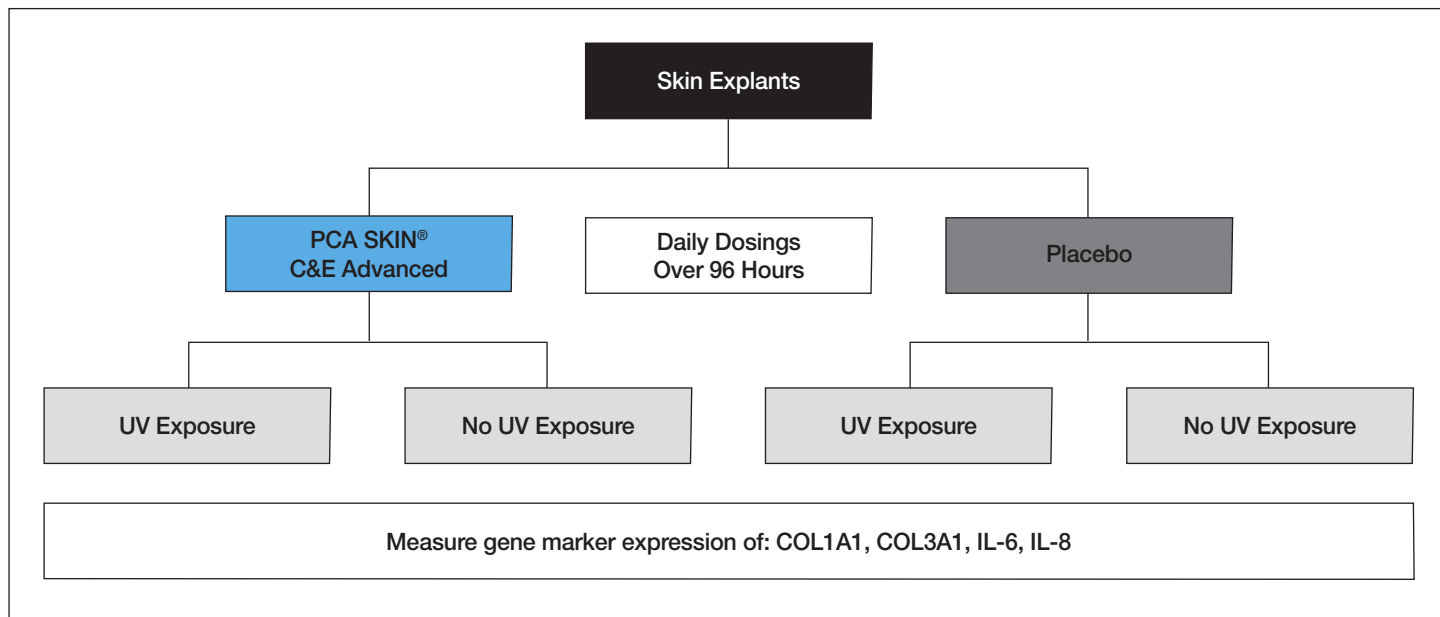 Skin Explants
PCA SKIN®
C&E Advanced
Daily Dosings
Over 96 Hours
Placebo
UV Exposure
No UV Exposure
UV Exposure
No UV Exposure
Measure gene marker expression of: COL1A1, COL3A1, IL-6, IL-8